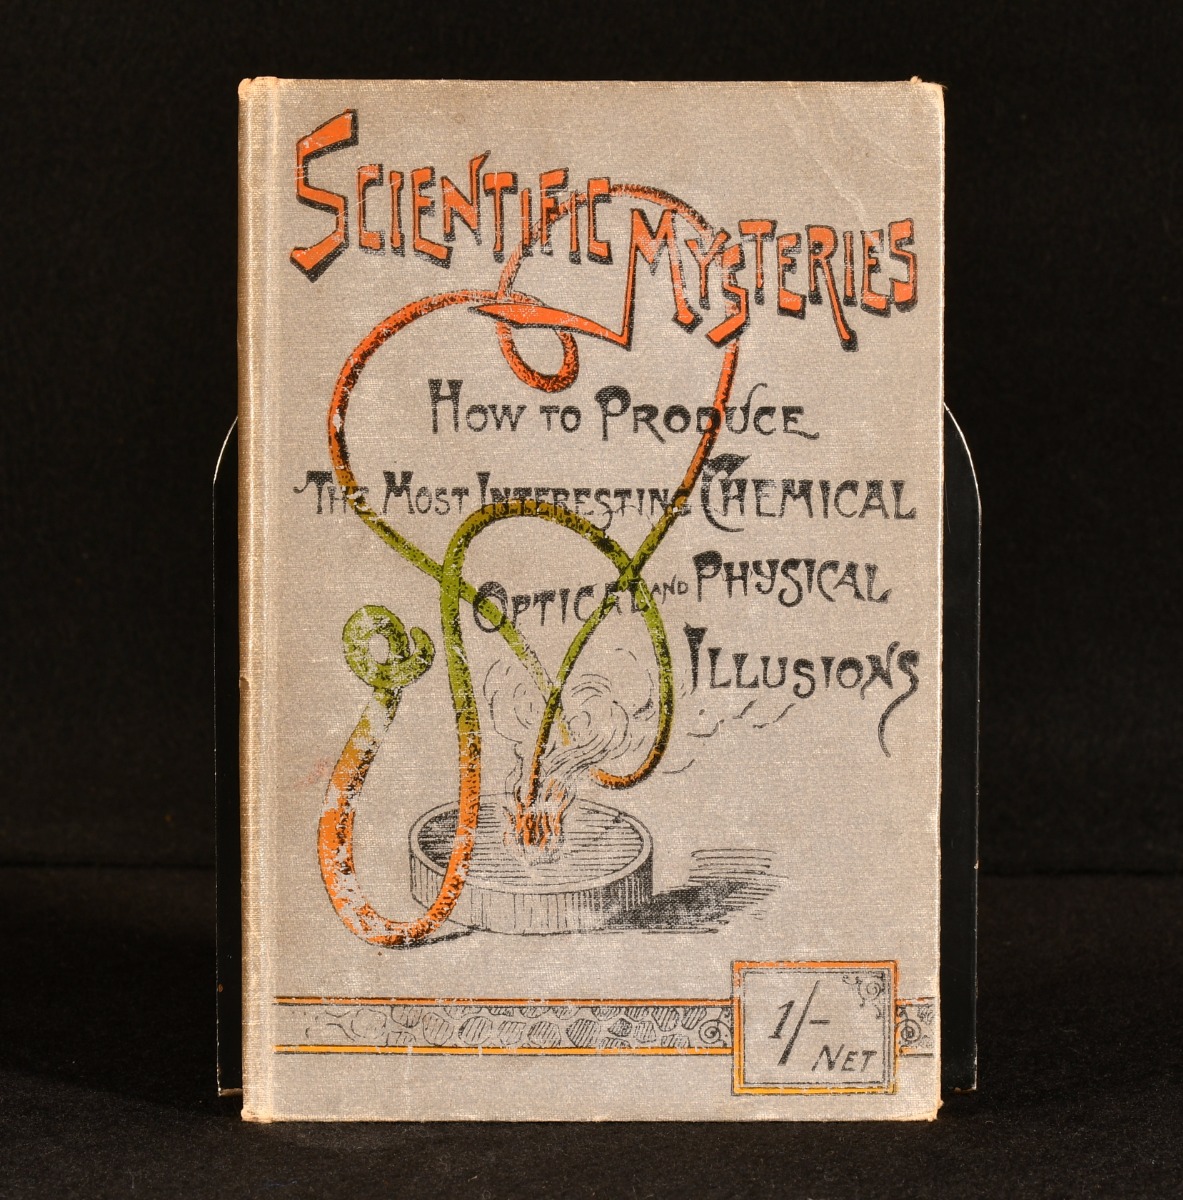 SCIENTIFIC MYSTERIES
HOW TO PRODUCE
THE MOST INTERESTING CHEMICAL
OPTICAL AND PHYSICAL
ILLUSIONS
1/-
NET